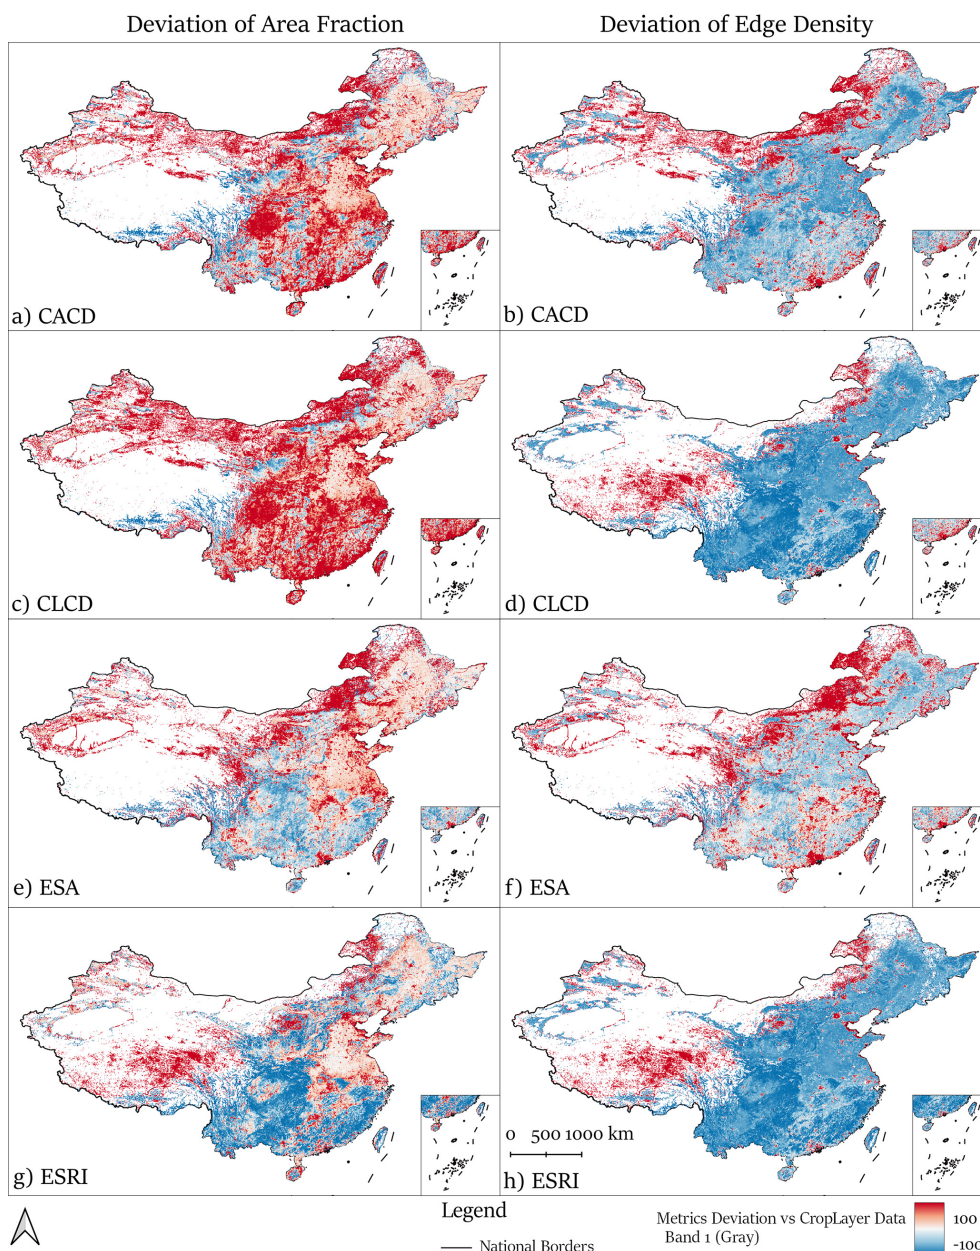 Deviation of Area Fraction
Deviation of Edge Density
a) CACD
b) CACD
c) CLCD
d) CLCD
e) ESA
f) ESA
g) ESRI
0 500 1000 km
h) ESRI
Legend
National Borders
Metrics Deviation vs CropLayer Data
Band 1 (Gray)
100
-100